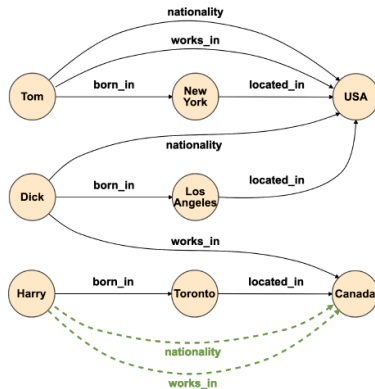 nationality
works_in
born_in
located_in
Tom
New
York
USA
nationality
born_in
located_in
Dick
Los
Angeles
works_in
born_in
located_in
Harry
Toronto
Canada
nationality
works_in